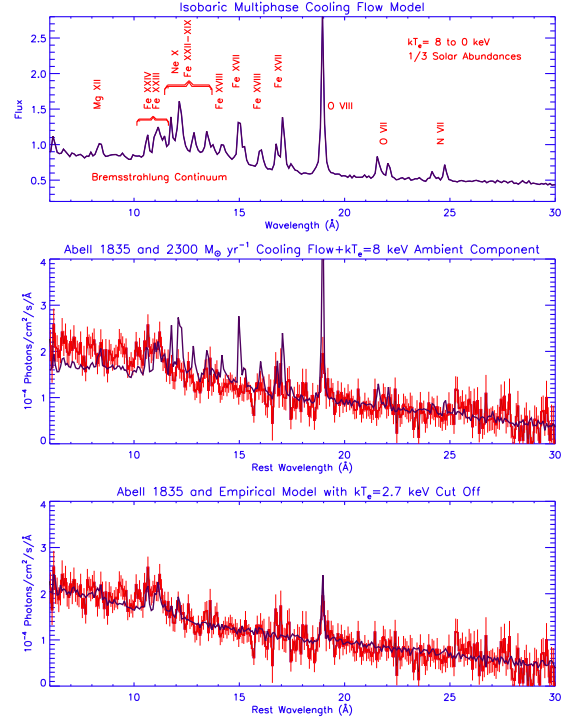 Isobaric Multiphase Cooling Flow Model
Flux
2.5
2.0
1.5
1.0
0.5
Mg XII
Fe XXIV
Fe XXIII
Ne X
Fe XXII-XIX
Fe XVIII
Fe XVII
Fe XVIII
Fe XVII
O VIII
O VII
N VII
kTe= 8 to 0 keV
1/3 Solar Abundances
Bremsstrahlung Continuum
10 15 20 25 30
Wavelength (Å)
Abell 1835 and 2300 M⊙ yr⁻¹ Cooling Flow+kTe=8 keV Ambient Component
10⁻⁴ Photons/cm²/s/Å
4
3
2
1
0
10 15 20 25 30
Rest Wavelength (Å)
Abell 1835 and Empirical Model with kTe=2.7 keV Cut Off
10⁻⁴ Photons/cm²/s/Å
4
3
2
1
0
10 15 20 25 30
Rest Wavelength (Å)